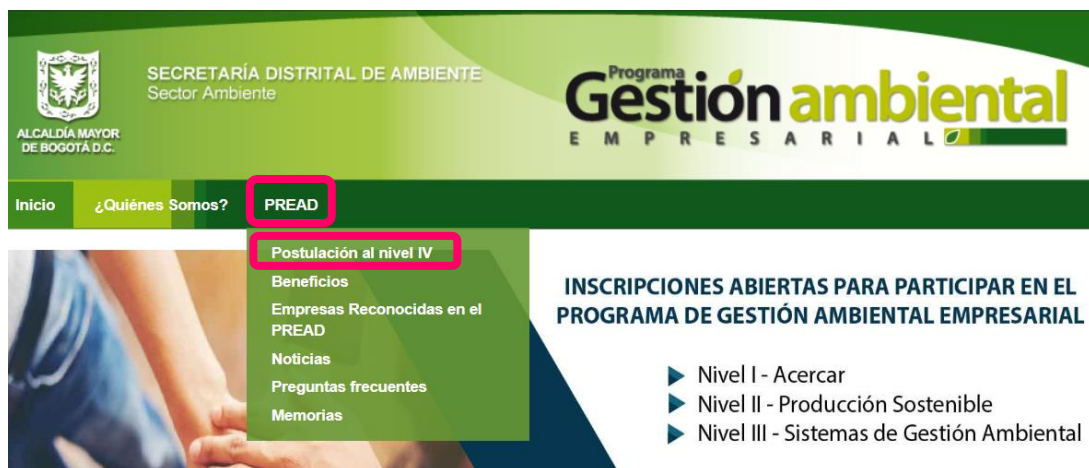 ALCALDÍA MAYOR
DE BOGOTÁ D.C.
SECRETARÍA DISTRITAL DE AMBIENTE
Sector Ambiente
Programa
Gestión ambiental
EMPRESARIAL
Inicio
¿Quiénes Somos?
PREAD
Postulación al nivel IV
Beneficios
Empresas Reconocidas en el
PREAD
Noticias
Preguntas frecuentes
Memorias
INSCRIPCIONES ABIERTAS PARA PARTICIPAR EN EL
PROGRAMA DE GESTIÓN AMBIENTAL EMPRESARIAL
Nivel I - Acercar
Nivel II - Producción Sostenible
Nivel III - Sistemas de Gestión Ambiental